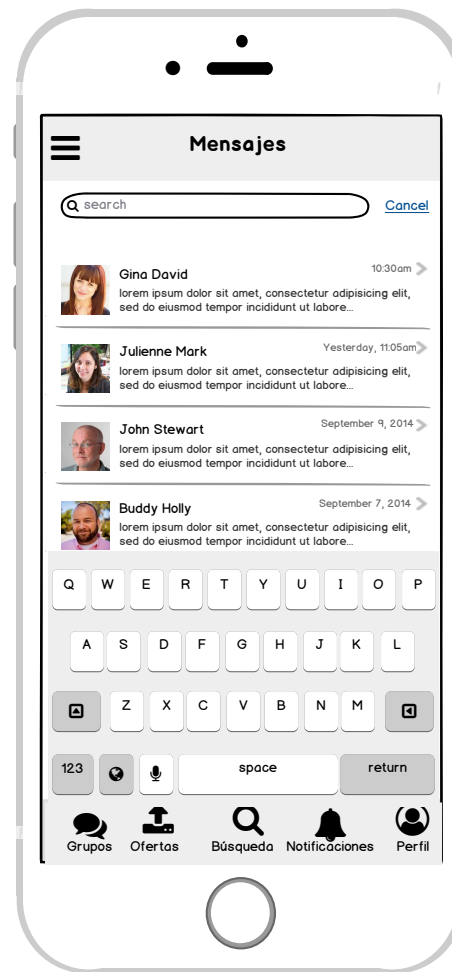 Mensajes
search Cancel
Gina David 10:30am
lorem ipsum dolor sit amet, consectetur adipisicing elit,
sed do eiusmod tempor incididunt ut labore...
Julienne Mark Yesterday, 11:05am
lorem ipsum dolor sit amet, consectetur adipisicing elit,
sed do eiusmod tempor incididunt ut labore...
John Stewart September 9, 2014
lorem ipsum dolor sit amet, consectetur adipisicing elit,
sed do eiusmod tempor incididunt ut labore...
Buddy Holly September 7, 2014
lorem ipsum dolor sit amet, consectetur adipisicing elit,
sed do eiusmod tempor incididunt ut labore...
Q W E R T Y U I O P
A S D F G H J K L
Z X C V B N M
123 space return
Grupos Ofertas Búsqueda Notificaciones Perfil